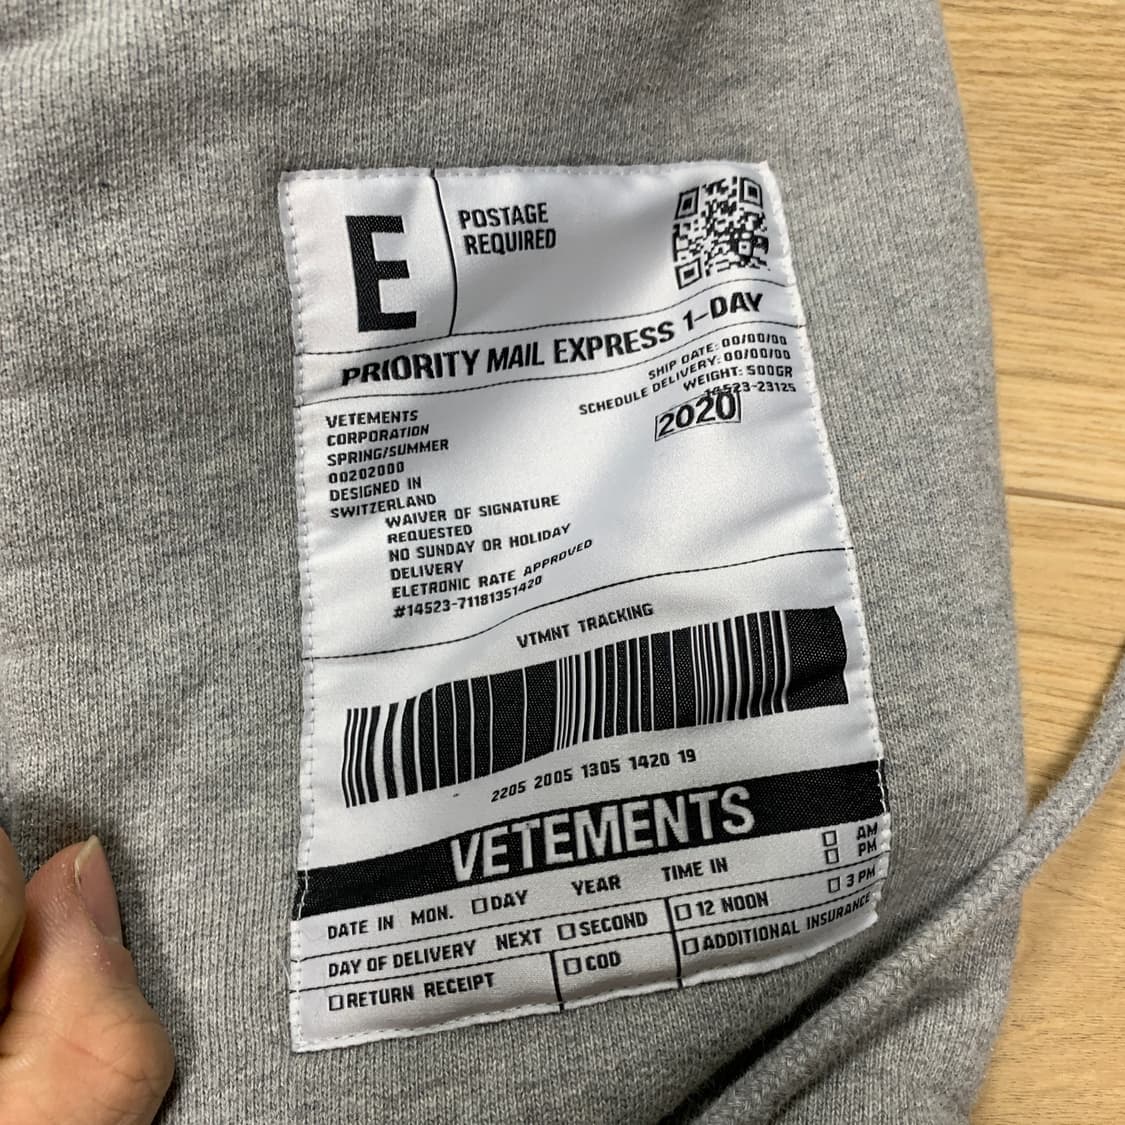 E
POSTAGE
REQUIRED
PRIORITY MAIL EXPRESS 1-DAY
SHIP DATE: 00/00/00
SCHEDULE DELIVERY: 00/00/00
WEIGHT: 500GR
14523-23125
2020
VETEMENTS
CORPORATION
SPRING/SUMMER
00202000
DESIGNED IN
SWITZERLAND
WAIVER OF SIGNATURE
REQUESTED
NO SUNDAY OR HOLIDAY
DELIVERY
ELETRONIC RATE APPROVED
#14523-71181351420
VTMNT TRACKING
2205 2005 1305 1420 19
VETEMENTS
DATE IN MON. DAY YEAR TIME IN AM
PM
DAY OF DELIVERY NEXT SECOND 12 NOON 3 PM
RETURN RECEIPT COD ADDITIONAL INSURANCE